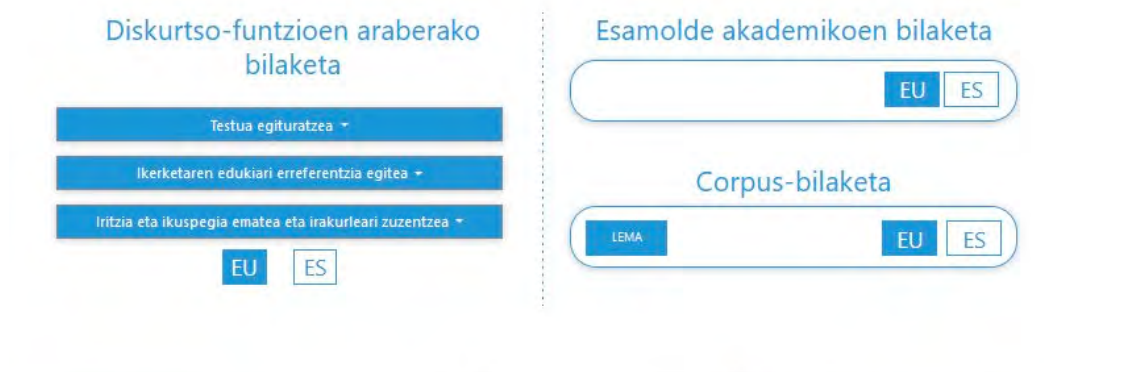 Diskurtso-funtzioen araberako
bilaketa
Testua egituratzea
Ikerketaren edukiari erreferentzia egitea
Iritzia eta ikuspegia ematea eta irakurleari zuzentzea
EU ES
Esamolde akademikoen bilaketa
EU ES
Corpus-bilaketa
LEMA EU ES